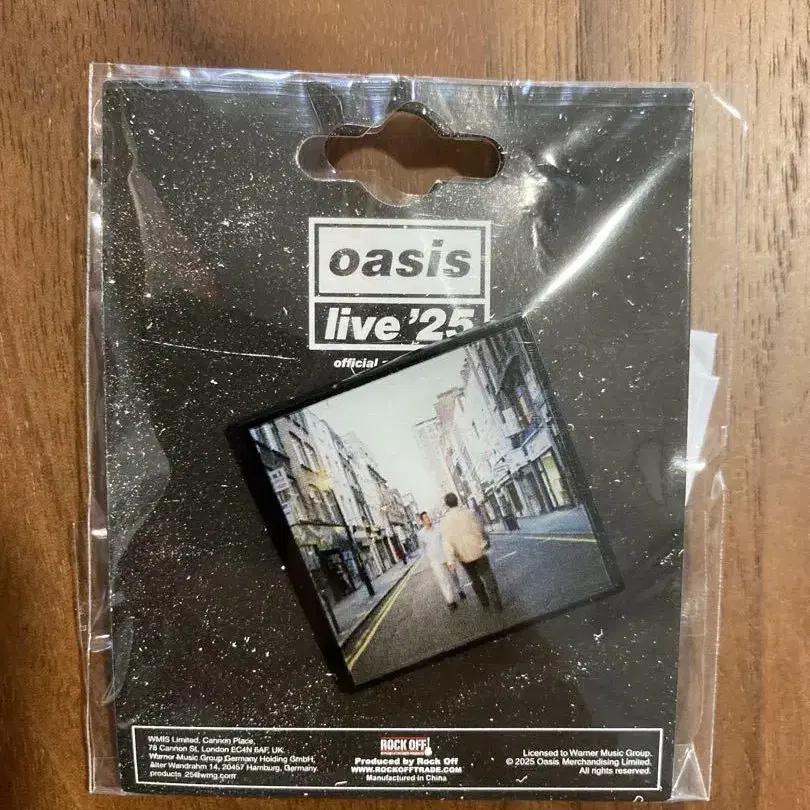 oasis
live '25
official
WMIS Limited, Cannon Place,
78 Cannon St, London EC4N 6AF, UK.
Warner Music Group Germany Holding GmbH,
Alter Wandrahm 14, 20457 Hamburg, Germany.
products_25@wmg.com
ROCK OFF!
Produced by Rock Off
WWW.ROCKOFFTRADE.COM
Manufactured in China
Licensed to Warner Music Group.
© 2025 Oasis Merchandising Limited.
All rights reserved.